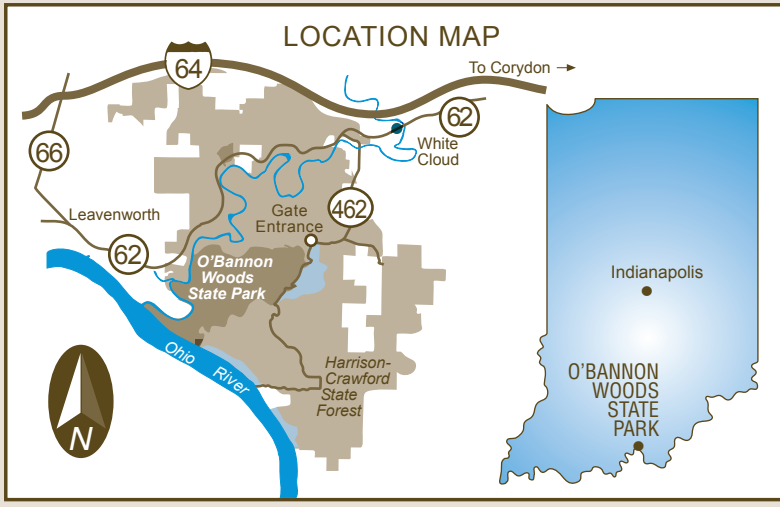 LOCATION MAP
64
To Corydon →
62
White
Cloud
66
462
Leavenworth
Gate
Entrance
62
O'Bannon
Woods
State Park
Ohio River
Harrison-
Crawford
State
Forest
N
Indianapolis
O'BANNON
WOODS
STATE
PARK